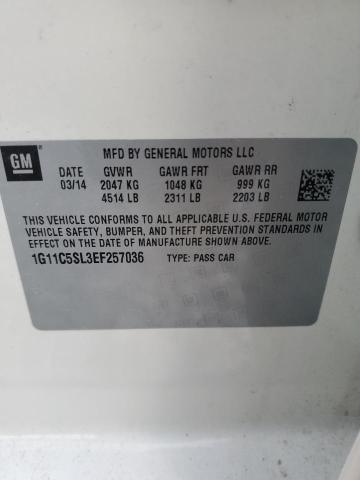 GM
MFD BY GENERAL MOTORS LLC
DATE GVWR GAWR FRT GAWR RR
03/14 2047 KG 1048 KG 999 KG
4514 LB 2311 LB 2203 LB
THIS VEHICLE CONFORMS TO ALL APPLICABLE U.S. FEDERAL MOTOR
VEHICLE SAFETY, BUMPER, AND THEFT PREVENTION STANDARDS
IN EFFECT ON THE DATE OF MANUFACTURE SHOWN ABOVE.
1G11C5SL3EF257036 TYPE: PASS CAR